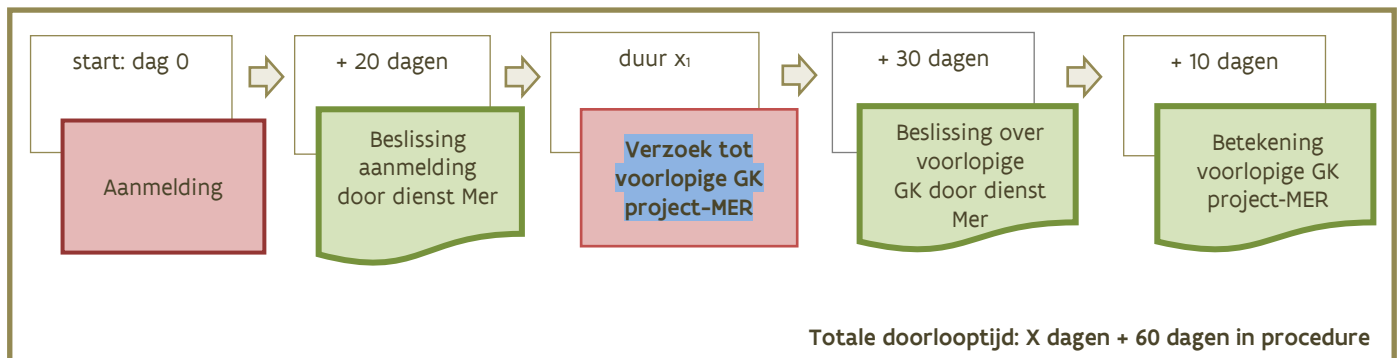 start: dag 0
Aanmelding
+ 20 dagen
Beslissing
aanmelding
door dienst Mer
duur x₁
Verzoek tot
voorlopige GK
project-MER
+ 30 dagen
Beslissing over
voorlopige
GK door dienst
Mer
+ 10 dagen
Betekening
voorlopige GK
project-MER
Totale doorlooptijd: X dagen + 60 dagen in procedure